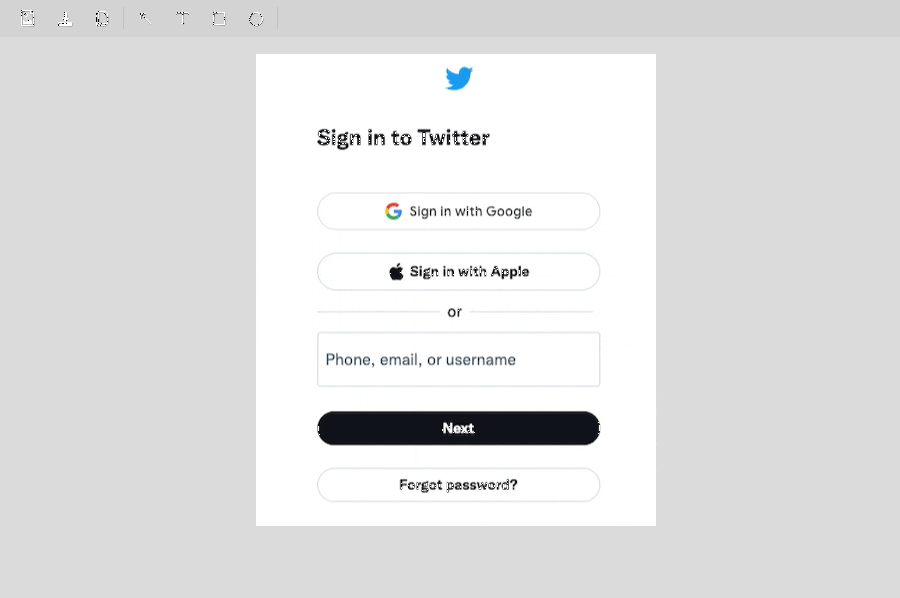 Sign in to Twitter
Sign in with Google
Sign in with Apple
or
Phone, email, or username
Next
Forgot password?